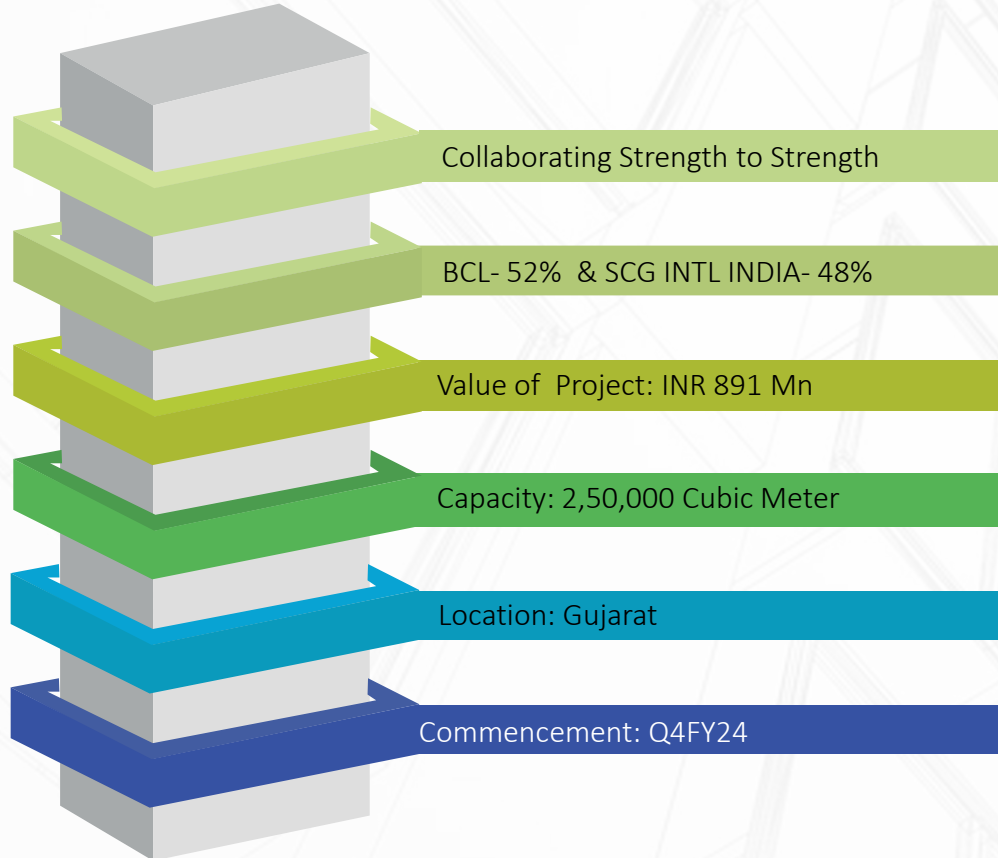 Collaborating Strength to Strength
BCL- 52%  & SCG INTL INDIA- 48%
Value of  Project: INR 891 Mn
Capacity: 2,50,000 Cubic Meter
Location: Gujarat
Commencement: Q4FY24